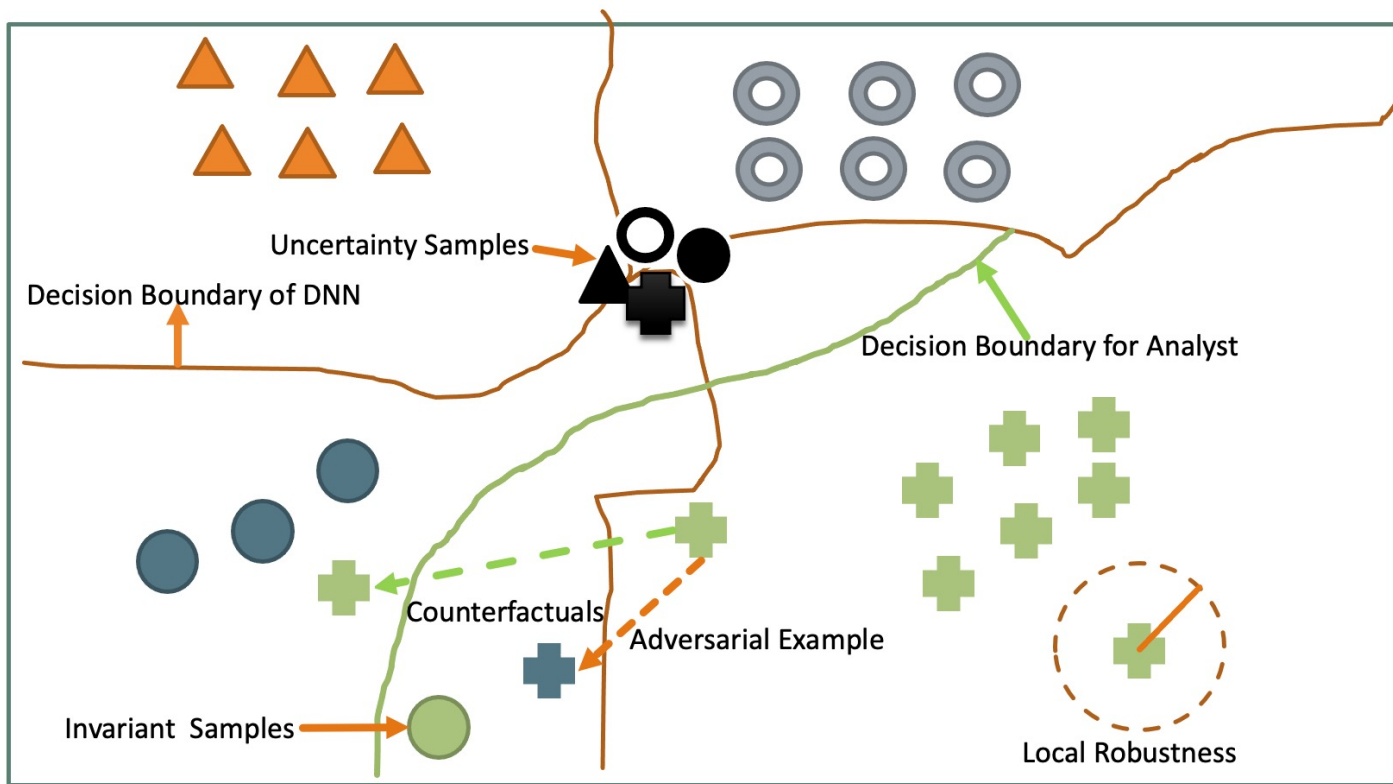 Uncertainty Samples
Decision Boundary of DNN
Decision Boundary for Analyst
Counterfactuals
Adversarial Example
Invariant Samples
Local Robustness